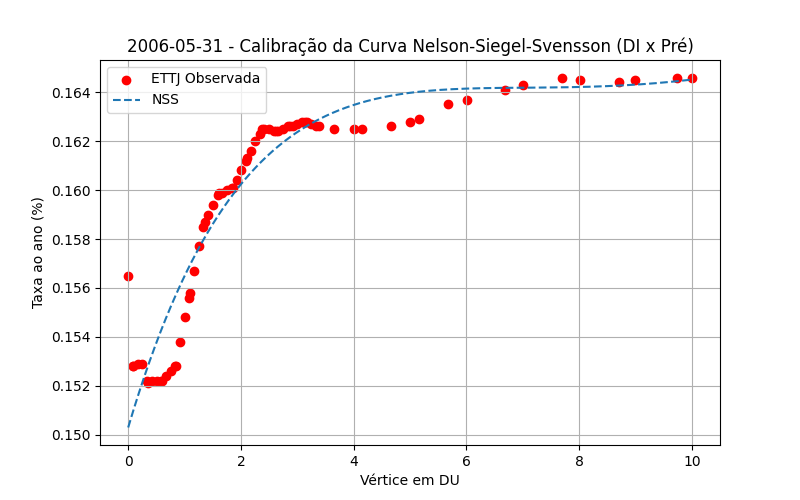 2006-05-31 - Calibração da Curva Nelson-Siegel-Svensson (DI x Pré)
ETTJ Observada
NSS
Taxa ao ano (%)
0.164
0.162
0.160
0.158
0.156
0.154
0.152
0.150
0 2 4 6 8 10
Vértice em DU